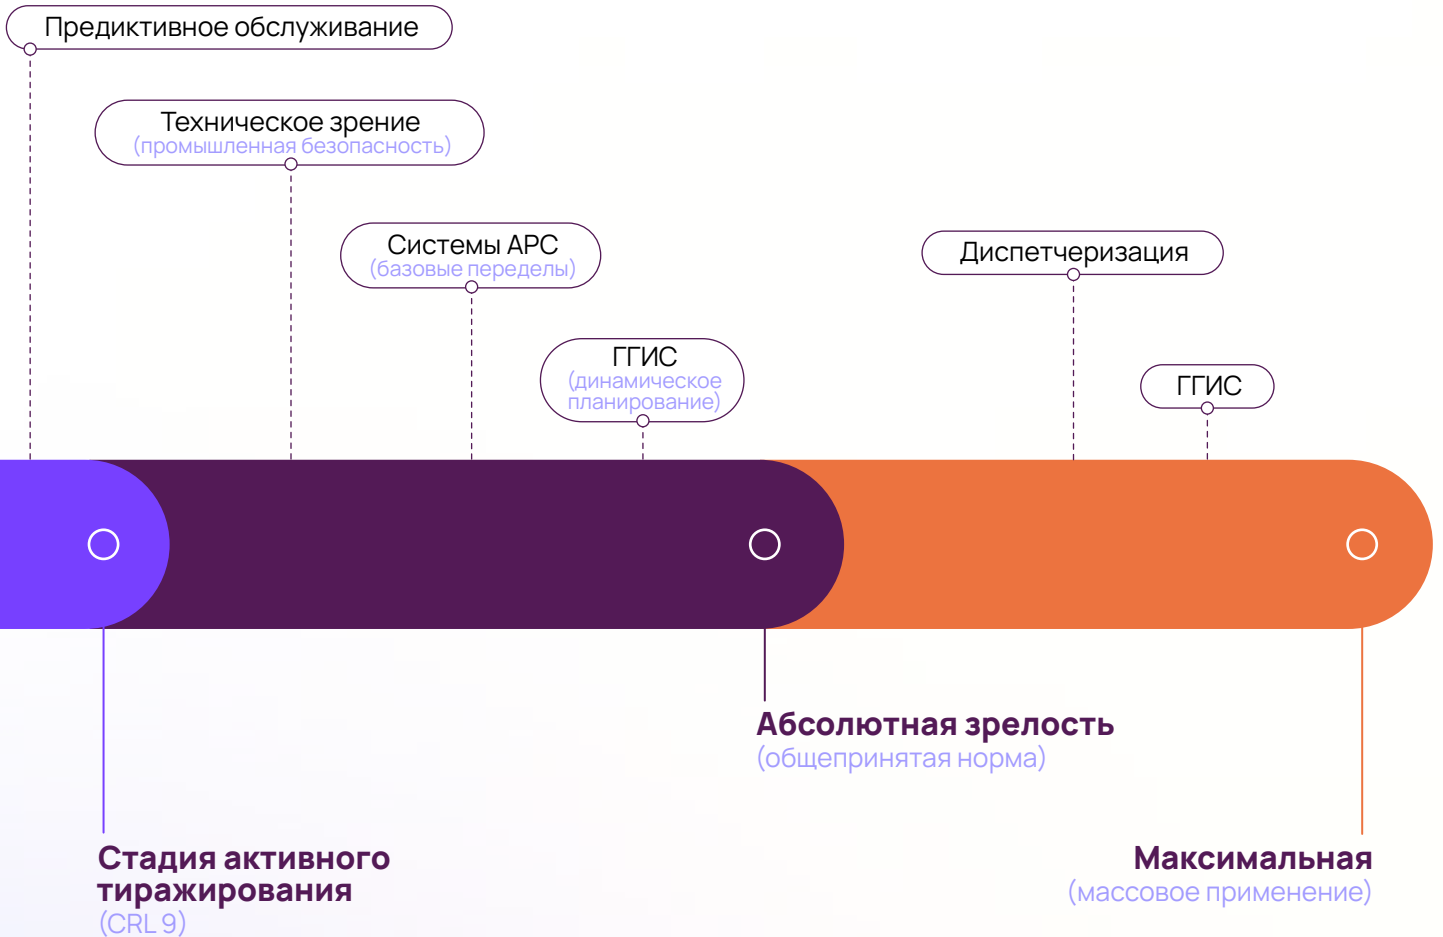 Предиктивное обслуживание
Техническое зрение
(промышленная безопасность)
Системы APC
(базовые переделы)
ГГИС
(динамическое
планирование)
Диспетчеризация
ГГИС
Абсолютная зрелость
(общепринятая норма)
Стадия активного
тиражирования
(CRL 9)
Максимальная
(массовое применение)